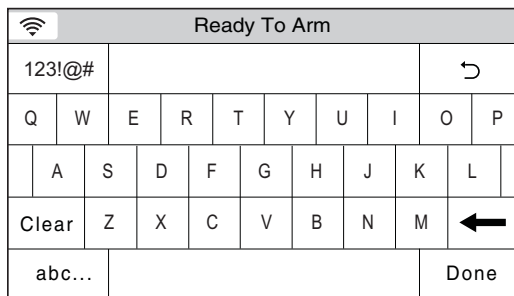 Ready To Arm
123!@#
Q W E R T Y U I O P
A S D F G H J K L
Clear Z X C V B N M
abc... Done